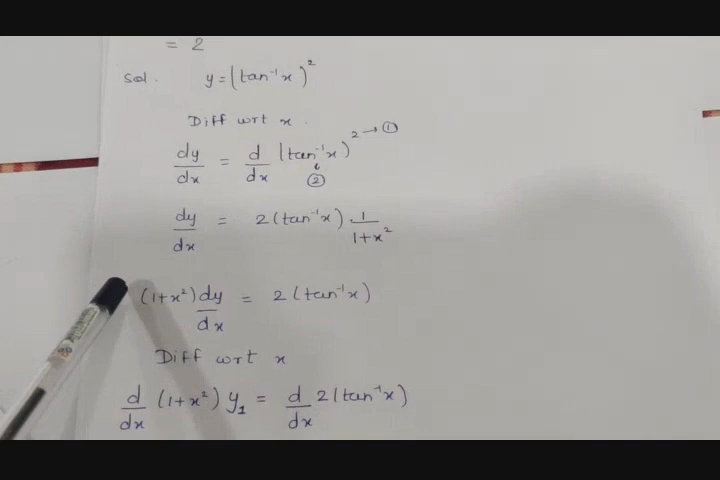 = 2
Sol. y = (tan⁻¹x)²
Diff wrt x.
dy/dx = d/dx (tan⁻¹x)² → ①
↓ ②
dy/dx = 2(tan⁻¹x) . 1/1+x²
(1+x²) dy/dx = 2(tan⁻¹x)
Diff wrt x
d/dx (1+x²) y₁ = d/dx 2(tan⁻¹x)